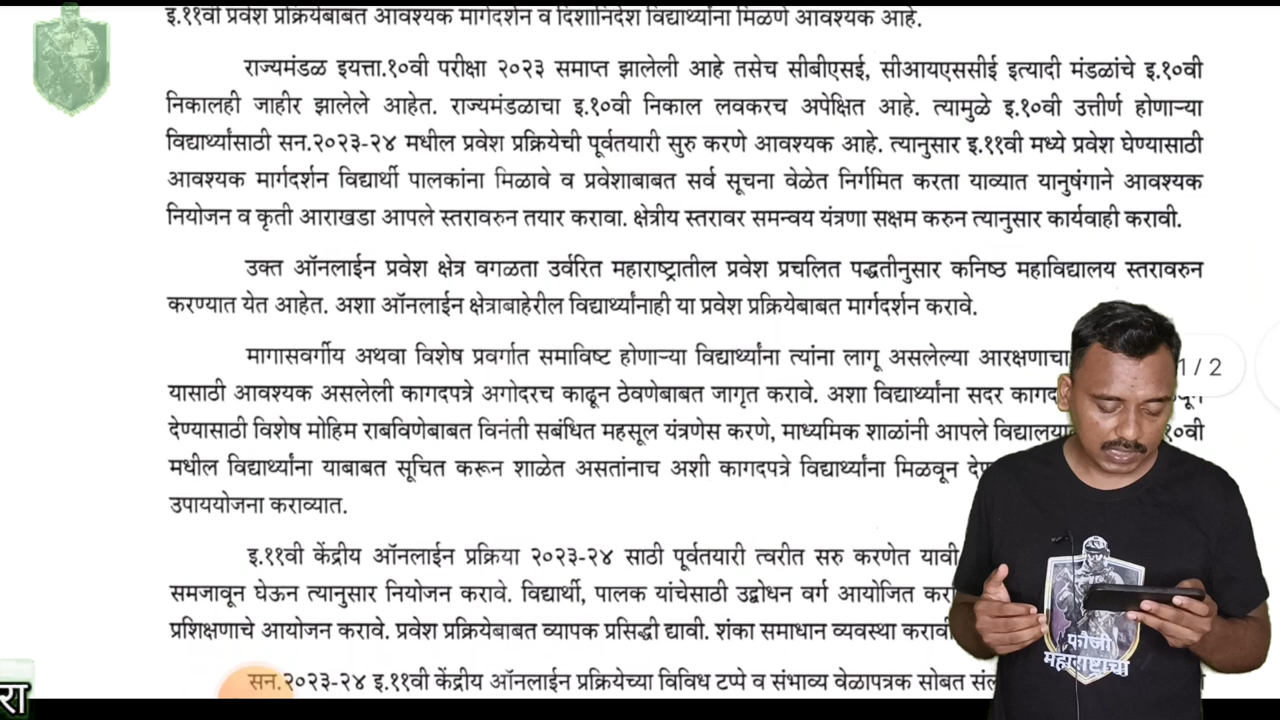 इ.११वी प्रवेश प्रक्रियेबाबत आवश्यक मार्गदर्शन व दिशानिर्देश विद्यार्थ्यांना मिळणे आवश्यक आहे.
राज्यमंडळ इयत्ता.१०वी परीक्षा २०२३ समाप्त झालेली आहे तसेच सीबीएसई, सीआयएससीई इत्यादी मंडळांचे इ.१०वी
निकालही जाहीर झालेले आहेत. राज्यमंडळाचा इ.१०वी निकाल लवकरच अपेक्षित आहे. त्यामुळे इ.१०वी उत्तीर्ण होणाऱ्या
विद्यार्थ्यांसाठी सन.२०२३-२४ मधील प्रवेश प्रक्रियेची पूर्वतयारी सुरु करणे आवश्यक आहे. त्यानुसार इ.११वी मध्ये प्रवेश घेण्यासाठी
आवश्यक मार्गदर्शन विद्यार्थी पालकांना मिळावे व प्रवेशाबाबत सर्व सूचना वेळेत निर्गमित करता याव्यात यानुषंगाने आवश्यक
नियोजन व कृती आराखडा आपले स्तरावरुन तयार करावा. क्षेत्रीय स्तरावर समन्वय यंत्रणा सक्षम करुन त्यानुसार कार्यवाही करावी.
उक्त ऑनलाईन प्रवेश क्षेत्र वगळता उर्वरित महाराष्ट्रातील प्रवेश प्रचलित पद्धतीनुसार कनिष्ठ महाविद्यालय स्तरावरुन
करण्यात येत आहेत. अशा ऑनलाईन क्षेत्राबाहेरील विद्यार्थ्यांनाही या प्रवेश प्रक्रियेबाबत मार्गदर्शन करावे.
मागासवर्गीय अथवा विशेष प्रवर्गात समाविष्ट होणाऱ्या विद्यार्थ्यांना त्यांना लागू असलेल्या आरक्षणाचा
1 / 2
यासाठी आवश्यक असलेली कागदपत्रे अगोदरच काढून ठेवणेबाबत जागृत करावे. अशा विद्यार्थ्यांना सदर
देण्यासाठी विशेष मोहिम राबविणेबाबत विनंती सबंधित महसूल यंत्रणेस करणे, माध्यमिक शाळांनी आपले १०वी
मधील विद्यार्थ्यांना याबाबत सूचित करून शाळेत असतांनाच अशी कागदपत्रे विद्यार्थ्यांना मिळवून
उपाययोजना कराव्यात.
इ.११वी केंद्रीय ऑनलाईन प्रक्रिया २०२३-२४ साठी पूर्वतयारी त्वरीत सरु करणेत यावी
समजावून घेऊन त्यानुसार नियोजन करावे. विद्यार्थी, पालक यांचेसाठी उद्बोधन वर्ग आयोजित
प्रशिक्षणाचे आयोजन करावे. प्रवेश प्रक्रियेबाबत व्यापक प्रसिद्धी द्यावी. शंका समाधान व्यवस्था करावी
सन.२०२३-२४ इ.११वी केंद्रीय ऑनलाईन प्रक्रियेच्या विविध टप्पे व संभाव्य वेळापत्रक सोबत
फौजी
महाराष्ट्राचा
रा